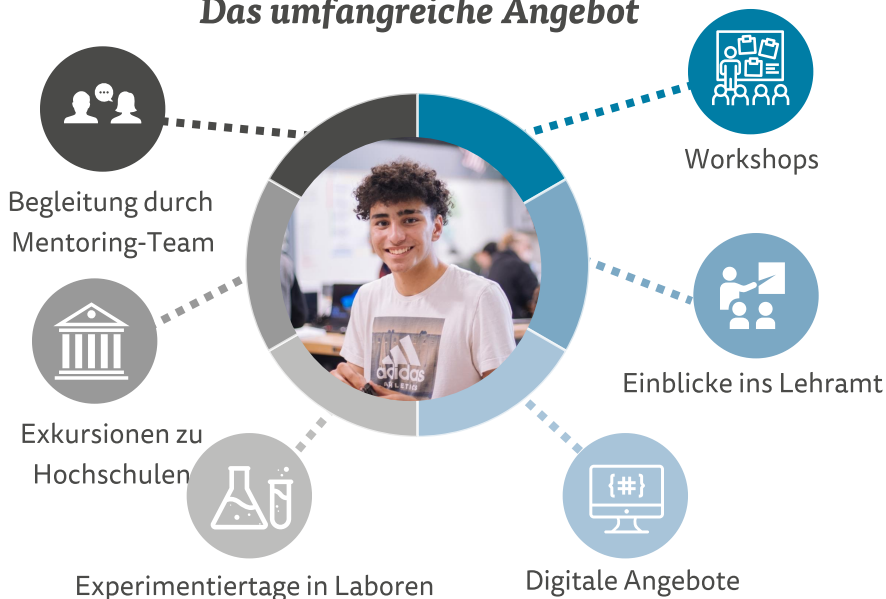 Das umfangreiche Angebot
Workshops
Begleitung durch
Mentoring-Team
Einblicke ins Lehramt
Exkursionen zu
Hochschulen
{#}
adidas
ATHLETICS
Experimentiertage in Laboren
Digitale Angebote